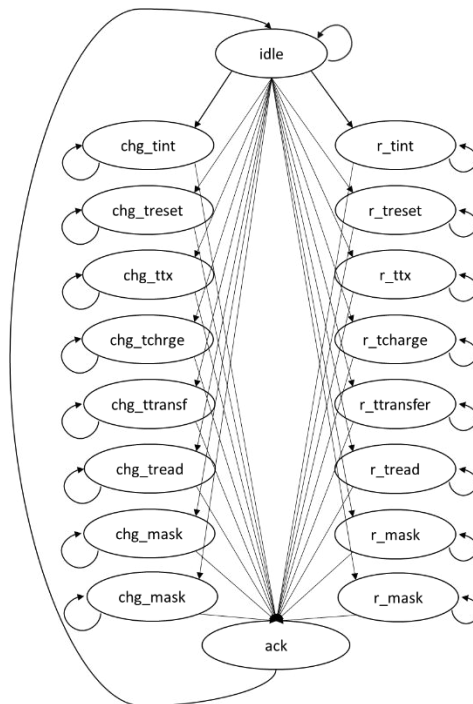 idle
chg_tint
r_tint
chg_treset
r_treset
chg_ttx
r_ttx
chg_tchrge
r_tcharge
chg_ttransf
r_ttransfer
chg_tread
r_tread
chg_mask
r_mask
chg_mask
r_mask
ack